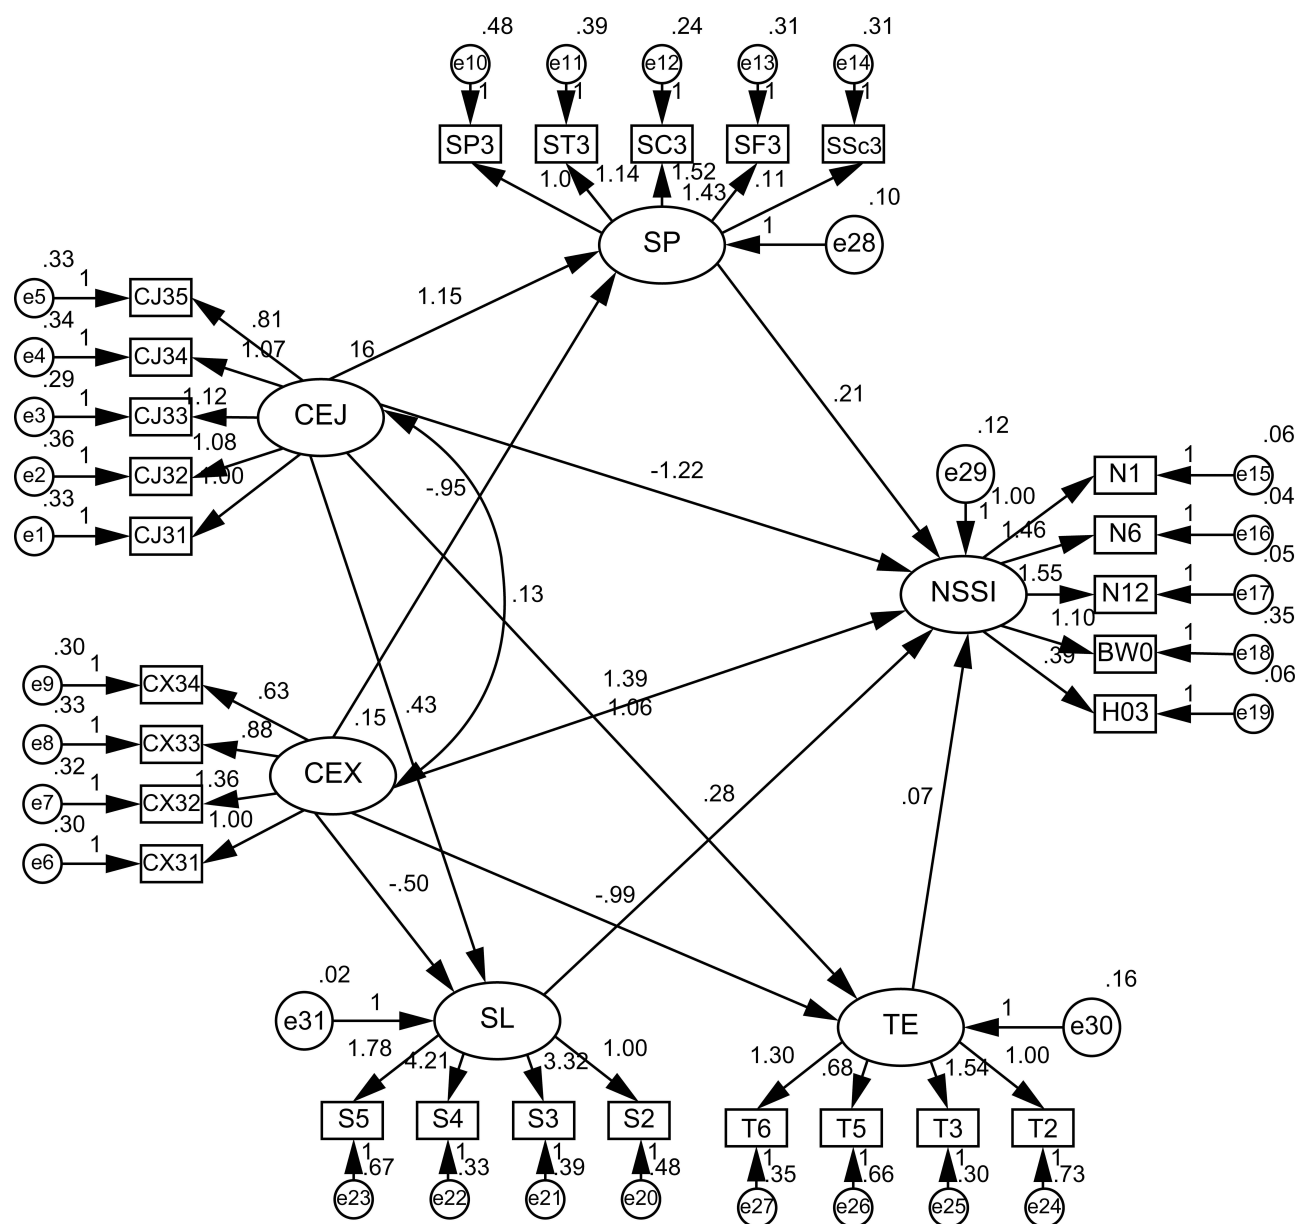 .48 .39 .24 .31 .31
e10 e11 e12 e13 e14
1 1 1 1 1
SP3 ST3 SC3 SF3 SSc3
1.0 1.14 1.52 1.43 .11
.10
SP 1 e28
.33
e5 1 CJ35
.81
1.15
.34
e4 1 CJ34
1.07
16
.29
e3 1 CJ33
1.12
CEJ
.21
.36
e2 1 CJ32
1.08
.33
e1 1 CJ31
1.00
-.95
-1.22
.12
e29
1
1.00
N1 1 e15
.06
1.46
N6 1 e16
.04
NSSI
1.55
N12 1 e17
.05
1.10
BW0 1 e18
.35
.39
H03 1 e19
.06
.13
.30
e9 1 CX34
.63
.33
e8 1 CX33
.88
.15
.43
1.39
1.06
.32
e7 1 CX32
1.36
CEX
.30
e6 1 CX31
1.00
.28
.07
-.50
-.99
.02
e31 1 SL
.16
TE 1 e30
1.78 4.21 3.32 1.00
1.30 .68 1.54 1.00
S5 S4 S3 S2
T6 T5 T3 T2
1 1 1 1
.67 .33 .39 .48
1 1 1 1
.35 .66 .30 .73
e23 e22 e21 e20
e27 e26 e25 e24